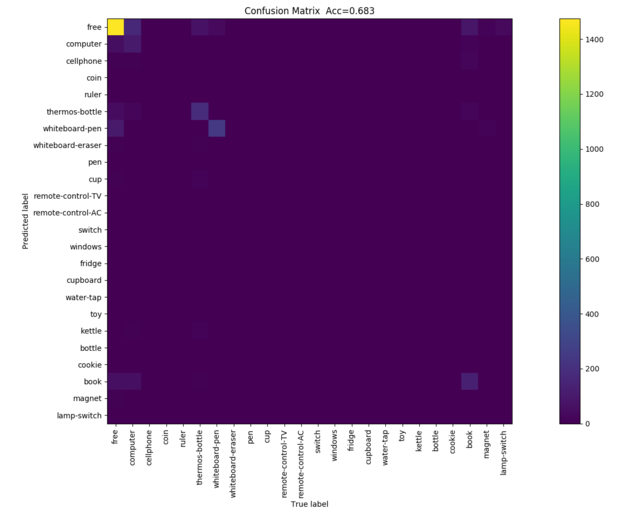 Confusion Matrix Acc=0.683
free
computer
cellphone
coin
ruler
thermos-bottle
whiteboard-pen
whiteboard-eraser
pen
cup
remote-control-TV
remote-control-AC
switch
windows
fridge
cupboard
water-tap
toy
kettle
bottle
cookie
book
magnet
lamp-switch
Predicted label
free
computer
cellphone
coin
ruler
thermos-bottle
whiteboard-pen
whiteboard-eraser
pen
cup
remote-control-TV
remote-control-AC
switch
windows
fridge
cupboard
water-tap
toy
kettle
bottle
cookie
book
magnet
lamp-switch
True label
1400
1200
1000
800
600
400
200
0